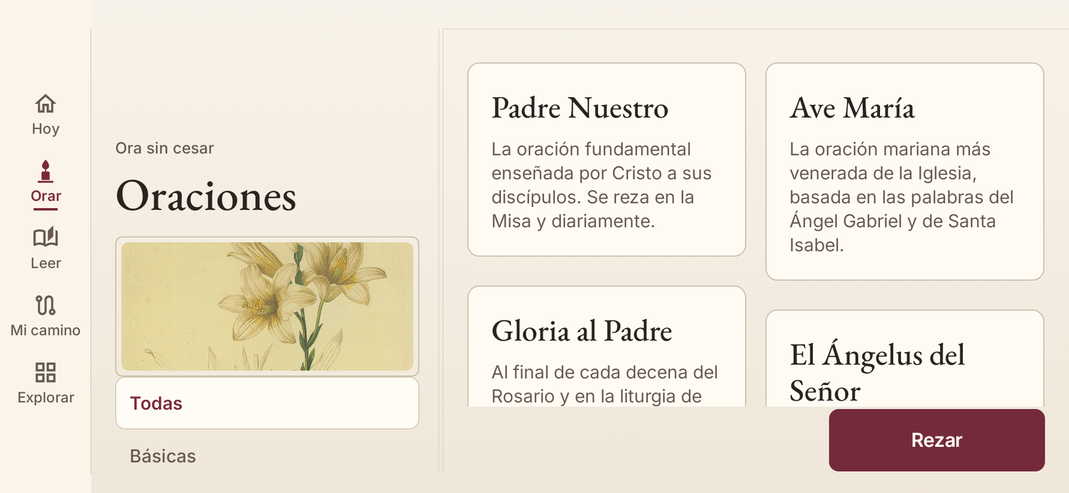 Hoy
Orar
Leer
Mi camino
Explorar
Ora sin cesar
Oraciones
Todas
Básicas
Padre Nuestro
La oración fundamental
enseñada por Cristo a sus
discípulos. Se reza en la
Misa y diariamente.
Ave María
La oración mariana más
venerada de la Iglesia,
basada en las palabras del
Ángel Gabriel y de Santa
Isabel.
Gloria al Padre
Al final de cada decena del
Rosario y en la liturgia de
El Ángelus del
Señor
Rezar